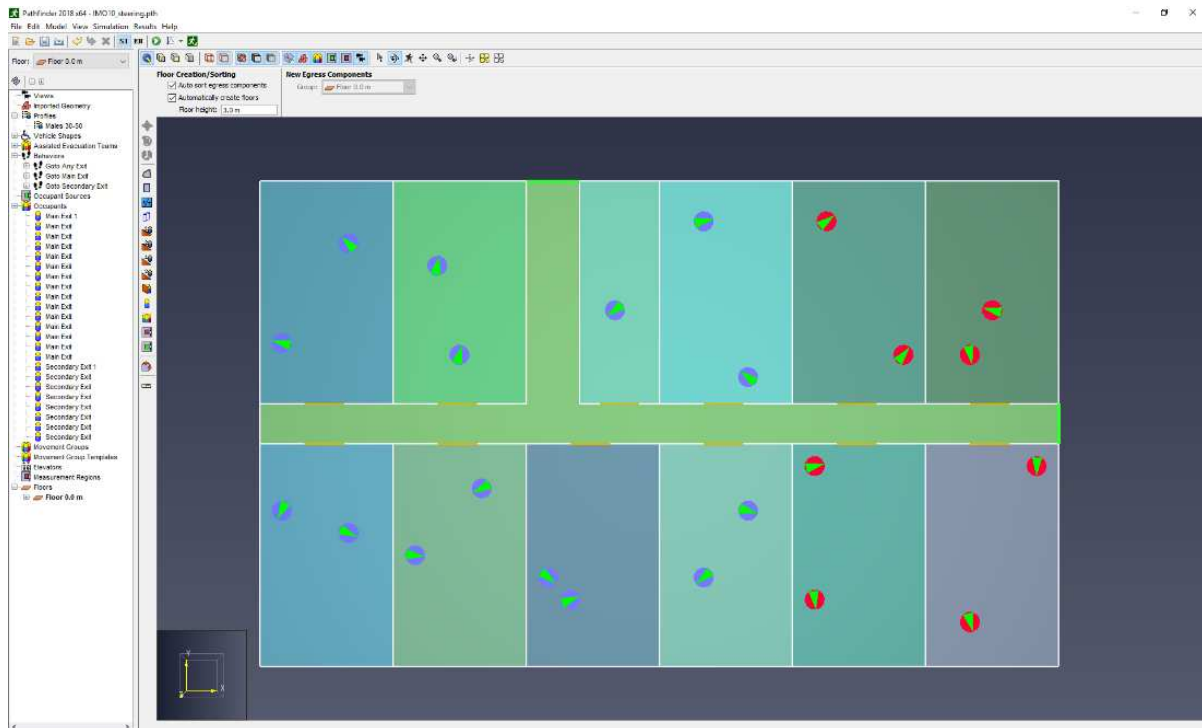 Pathfinder 2018 x64 - IMO10_steering.pth
File Edit Model View Simulation Results Help
Floor: Floor 0.0 m
Floor Creation/Sorting
Auto sort egress components
Automatically create floors
Floor height: 3.0 m
New Egress Components
Group: Floor 0.0 m
Views
Imported Geometry
Profiles
Males 30-50
Vehicle Shapes
Assisted Evacuation Teams
Behaviors
Goto Any Exit
Goto Main Exit
Goto Secondary Exit
Occupant Sources
Occupants
Main Exit 1
Main Exit
Main Exit
Main Exit
Main Exit
Main Exit
Main Exit
Main Exit
Main Exit
Main Exit
Main Exit
Main Exit
Main Exit
Main Exit
Main Exit
Secondary Exit 1
Secondary Exit
Secondary Exit
Secondary Exit
Secondary Exit
Secondary Exit
Secondary Exit
Secondary Exit
Movement Groups
Movement Group Templates
Elevators
Measurement Regions
Floors
Floor 0.0 m
Y
X